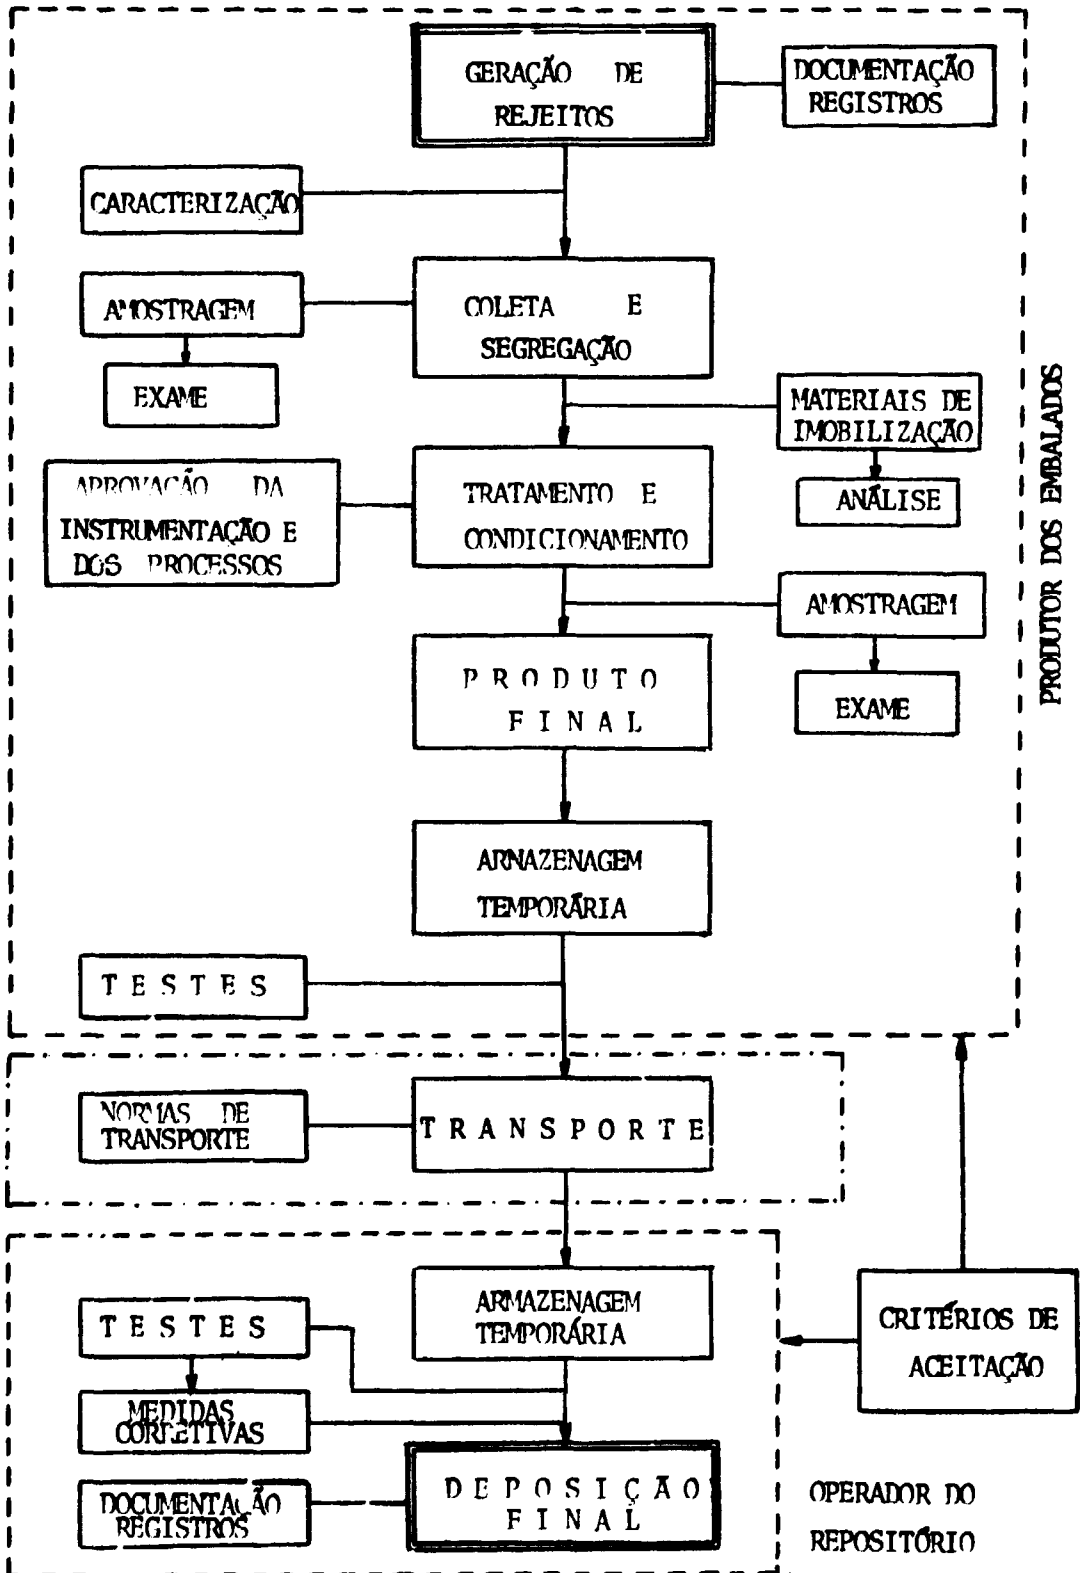 GERAÇÃO DE
REJEITOS
DOCUMENTAÇÃO
REGISTROS
CARACTERIZAÇÃO
AMOSTRAGEM
EXAME
COLETA E
SEGREGAÇÃO
MATERIAIS DE
IMOBILIZAÇÃO
ANÁLISE
APROVAÇÃO DA
INSTRUMENTAÇÃO E
DOS PROCESSOS
TRATAMENTO E
CONDICIONAMENTO
AMOSTRAGEM
EXAME
PRODUTO
FINAL
ARMAZENAGEM
TEMPORÁRIA
TESTES
PRODUTOR DOS EMBALADOS
NORMAS DE
TRANSPORTE
TRANSPORTE
ARMAZENAGEM
TEMPORÁRIA
TESTES
MEDIDAS
CORRETIVAS
CRITÉRIOS DE
ACEITAÇÃO
DOCUMENTAÇÃO
REGISTROS
DEPOSIÇÃO
FINAL
OPERADOR DO
REPOSITÓRIO